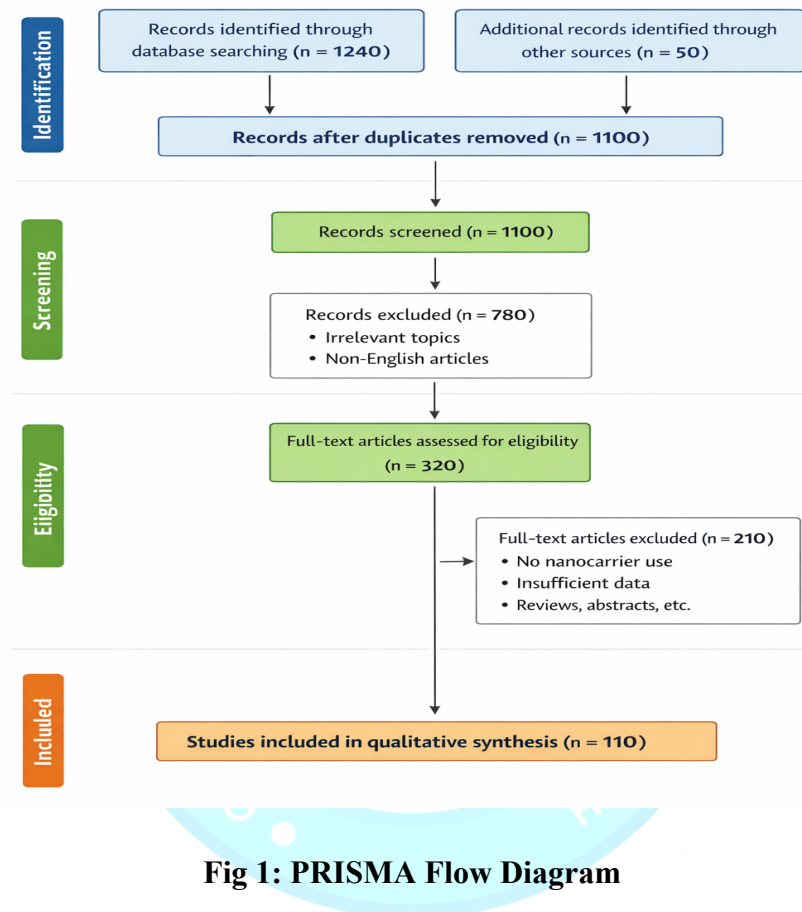 Identification
Records identified through
database searching (n = 1240)
Additional records identified through
other sources (n = 50)
Records after duplicates removed (n = 1100)
Screening
Records screened (n = 1100)
Records excluded (n = 780)
• Irrelevant topics
• Non-English articles
Eligibility
Full-text articles assessed for eligibility
(n = 320)
Full-text articles excluded (n = 210)
• No nanocarrier use
• Insufficient data
• Reviews, abstracts, etc.
Included
Studies included in qualitative synthesis (n = 110)
Fig 1: PRISMA Flow Diagram